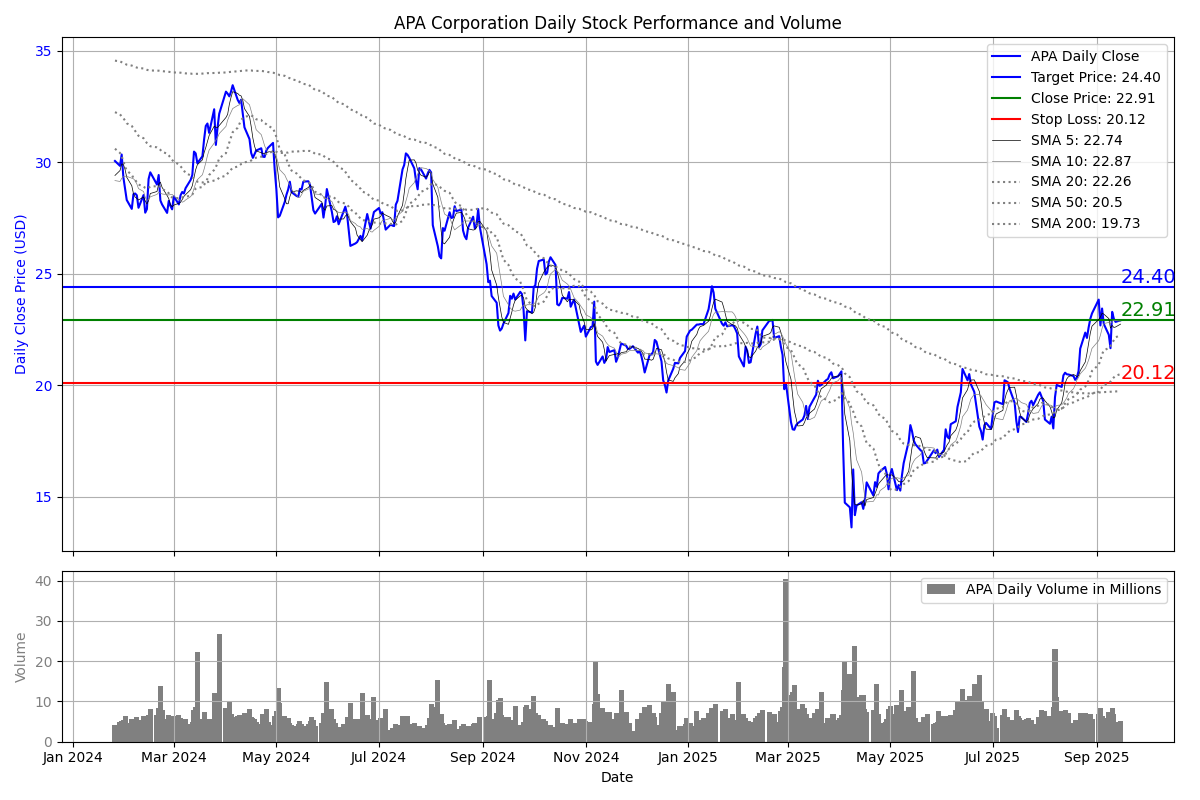 APA Corporation Daily Stock Performance and Volume
Daily Close Price (USD)
35
30
25
20
15
APA Daily Close
Target Price: 24.40
Close Price: 22.91
Stop Loss: 20.12
SMA 5: 22.74
SMA 10: 22.87
SMA 20: 22.26
SMA 50: 20.5
SMA 200: 19.73
24.40
22.91
20.12
Volume
40
30
20
10
0
APA Daily Volume in Millions
Jan 2024 Mar 2024 May 2024 Jul 2024 Sep 2024 Nov 2024 Jan 2025 Mar 2025 May 2025 Jul 2025 Sep 2025
Date